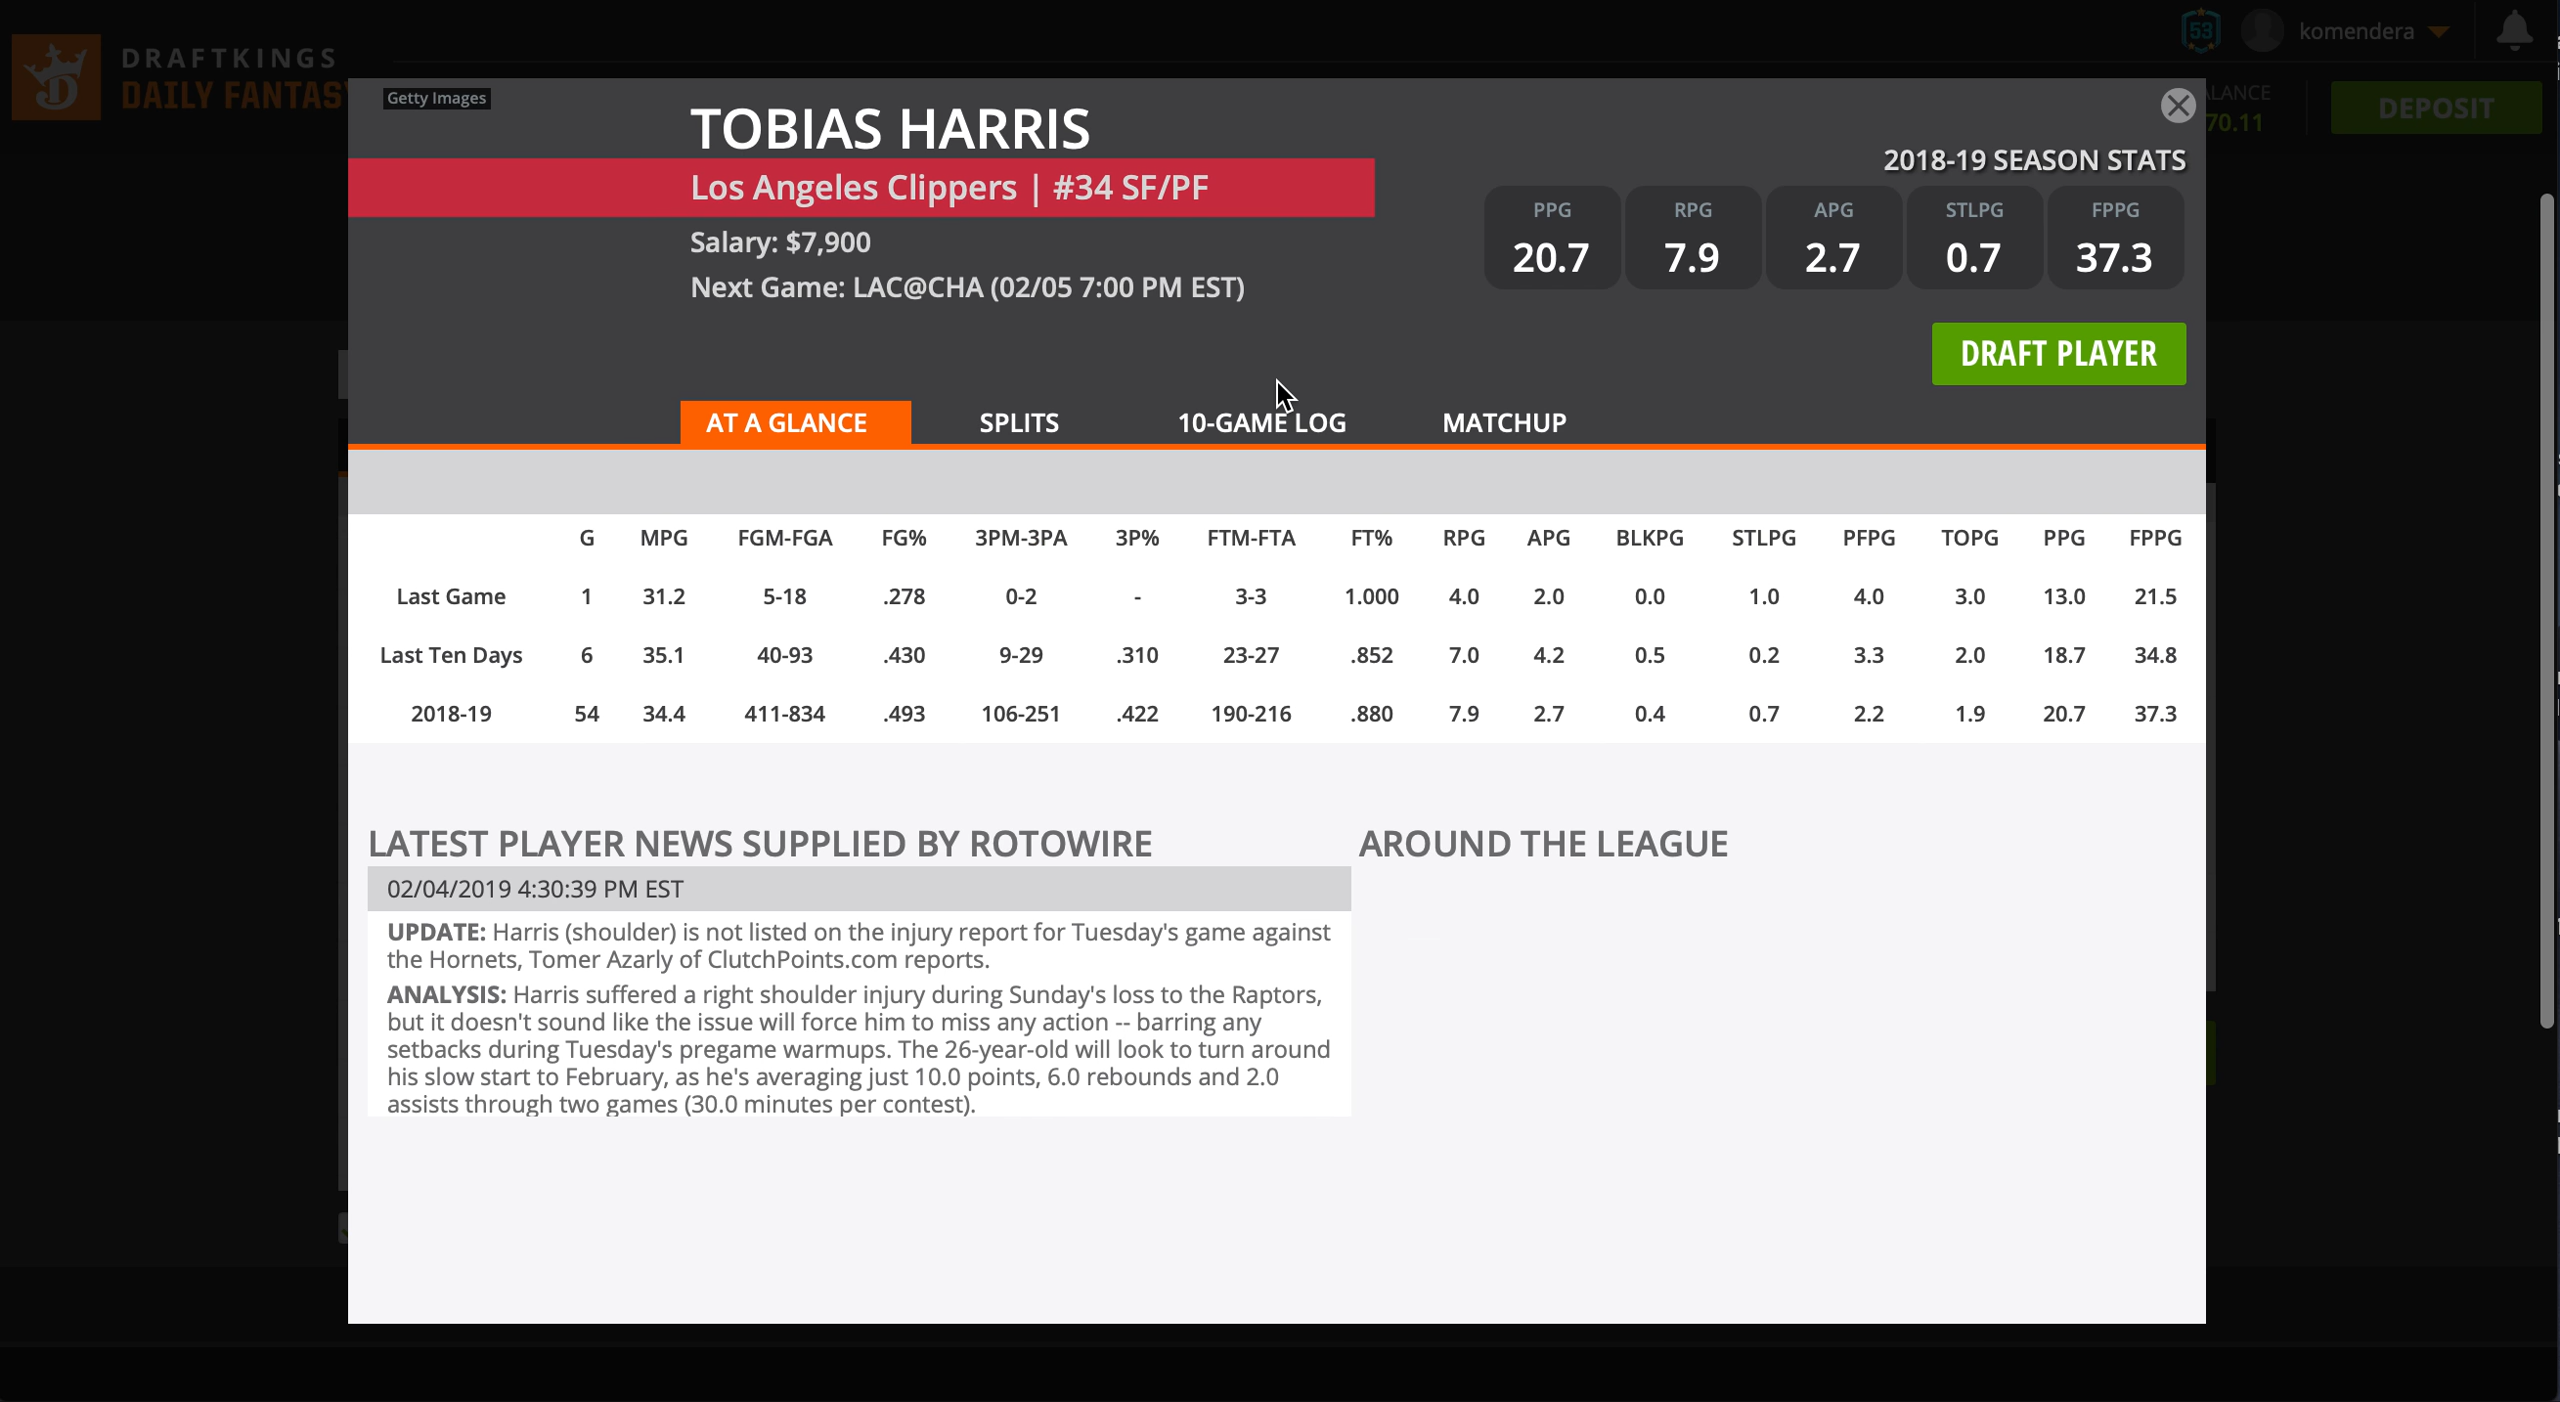 DRAFTKINGS
DAILY FANTAS
53
komendera
LANCE
70.11
DEPOSIT
Getty Images
TOBIAS HARRIS
Los Angeles Clippers | #34 SF/PF
Salary: $7,900
Next Game: LAC@CHA (02/05 7:00 PM EST)
2018-19 SEASON STATS
PPG RPG APG STLPG FPPG
20.7 7.9 2.7 0.7 37.3
DRAFT PLAYER
AT A GLANCE SPLITS 10-GAME LOG MATCHUP
G MPG FGM-FGA FG% 3PM-3PA 3P% FTM-FTA FT% RPG APG BLKPG STLPG PFPG TOPG PPG FPPG
Last Game 1 31.2 5-18 .278 0-2 - 3-3 1.000 4.0 2.0 0.0 1.0 4.0 3.0 13.0 21.5
Last Ten Days 6 35.1 40-93 .430 9-29 .310 23-27 .852 7.0 4.2 0.5 0.2 3.3 2.0 18.7 34.8
2018-19 54 34.4 411-834 .493 106-251 .422 190-216 .880 7.9 2.7 0.4 0.7 2.2 1.9 20.7 37.3
LATEST PLAYER NEWS SUPPLIED BY ROTOWIRE
02/04/2019 4:30:39 PM EST
UPDATE: Harris (shoulder) is not listed on the injury report for Tuesday's game against
the Hornets, Tomer Azarly of ClutchPoints.com reports.
ANALYSIS: Harris suffered a right shoulder injury during Sunday's loss to the Raptors,
but it doesn't sound like the issue will force him to miss any action -- barring any
setbacks during Tuesday's pregame warmups. The 26-year-old will look to turn around
his slow start to February, as he's averaging just 10.0 points, 6.0 rebounds and 2.0
assists through two games (30.0 minutes per contest).
AROUND THE LEAGUE